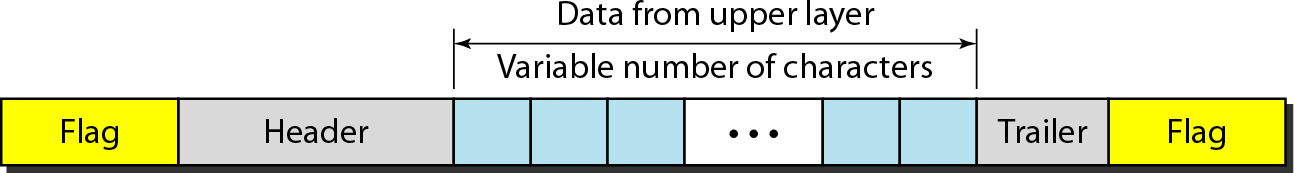 Data from upper layer
Variable number of characters
Flag Header ••• Trailer Flag